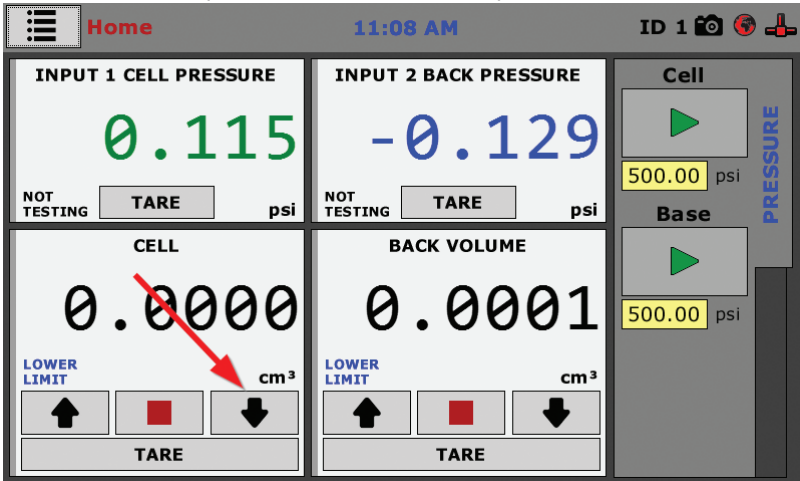 Home
11:08 AM
ID 1
INPUT 1 CELL PRESSURE
0.115
NOT
TESTING
TARE
psi
INPUT 2 BACK PRESSURE
-0.129
NOT
TESTING
TARE
psi
CELL
0.0000
LOWER
LIMIT
cm³
TARE
BACK VOLUME
0.0001
LOWER
LIMIT
cm³
TARE
Cell
500.00 psi
Base
500.00 psi
PRESSURE